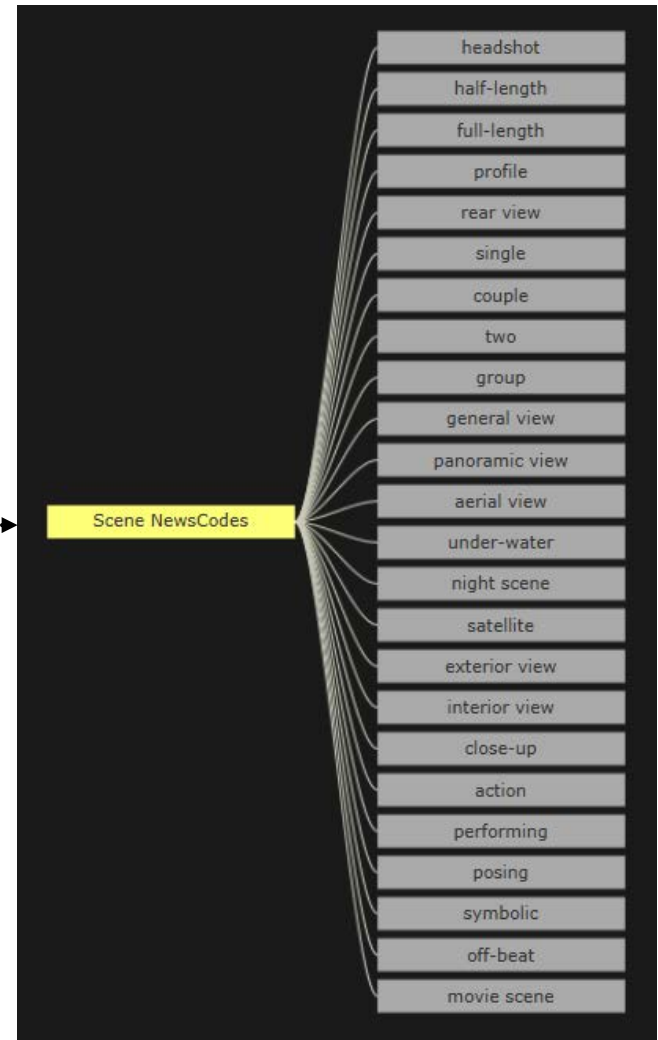 headshot
half-length
full-length
profile
rear view
single
couple
two
group
general view
panoramic view
aerial view
Scene NewsCodes
under-water
night scene
satellite
exterior view
interior view
close-up
action
performing
posing
symbolic
off-beat
movie scene